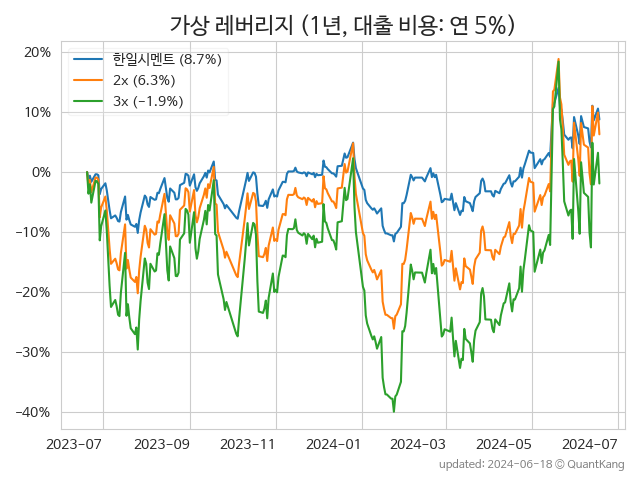 가상 레버리지 (1년, 대출 비용: 연 5%)
한일시멘트 (8.7%)
2x (6.3%)
3x (−1.9%)
20%
10%
0%
−10%
−20%
−30%
−40%
2023-07 2023-09 2023-11 2024-01 2024-03 2024-05 2024-07
updated: 2024-06-18 © QuantKang